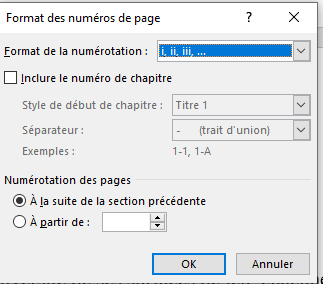 Format des numéros de page
Format de la numérotation : i, ii, iii, ...
Inclure le numéro de chapitre
Style de début de chapitre : Titre 1
Séparateur : - (trait d'union)
Exemples : 1-1, 1-A
Numérotation des pages
À la suite de la section précédente
À partir de :
OK Annuler